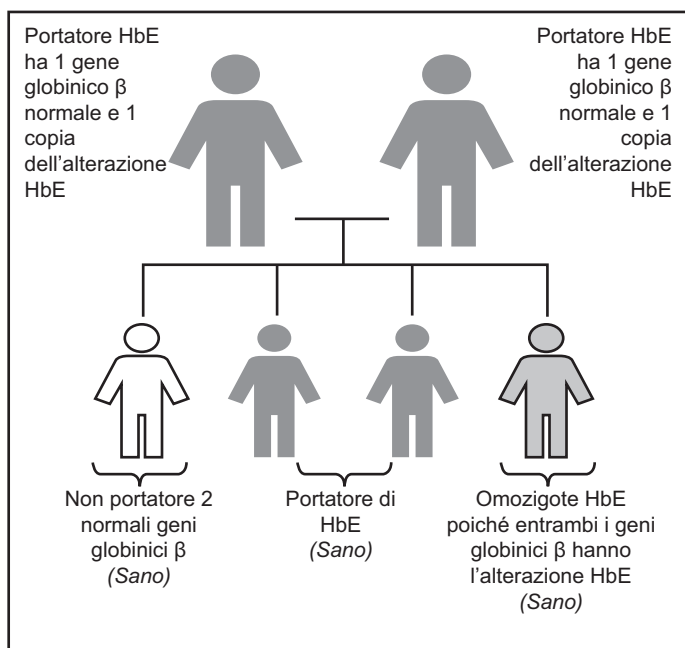 Portatore HbE
ha 1 gene
globinico β
normale e 1
copia
dell'alterazione
HbE
Portatore HbE
ha 1 gene
globinico β
normale e 1
copia
dell'alterazione
HbE
Non portatore 2
normali geni
globinici β
(Sano)
Portatore di
HbE
(Sano)
Omozigote HbE
poiché entrambi i geni
globinici β hanno
l'alterazione HbE
(Sano)